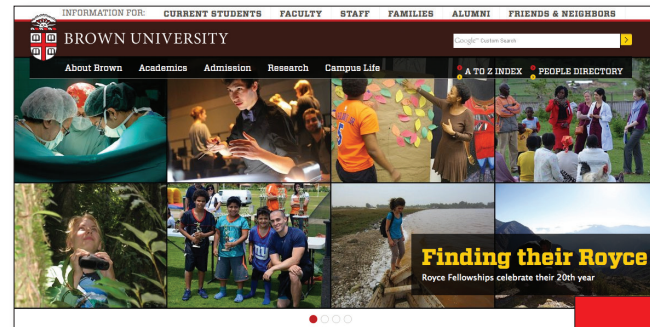 INFORMATION FOR: CURRENT STUDENTS FACULTY STAFF FAMILIES ALUMNI FRIENDS & NEIGHBORS
BROWN UNIVERSITY
Google™ Custom Search
About Brown Academics Admission Research Campus Life A TO Z INDEX PEOPLE DIRECTORY
Finding their Royce
Royce Fellowships celebrate their 20th year